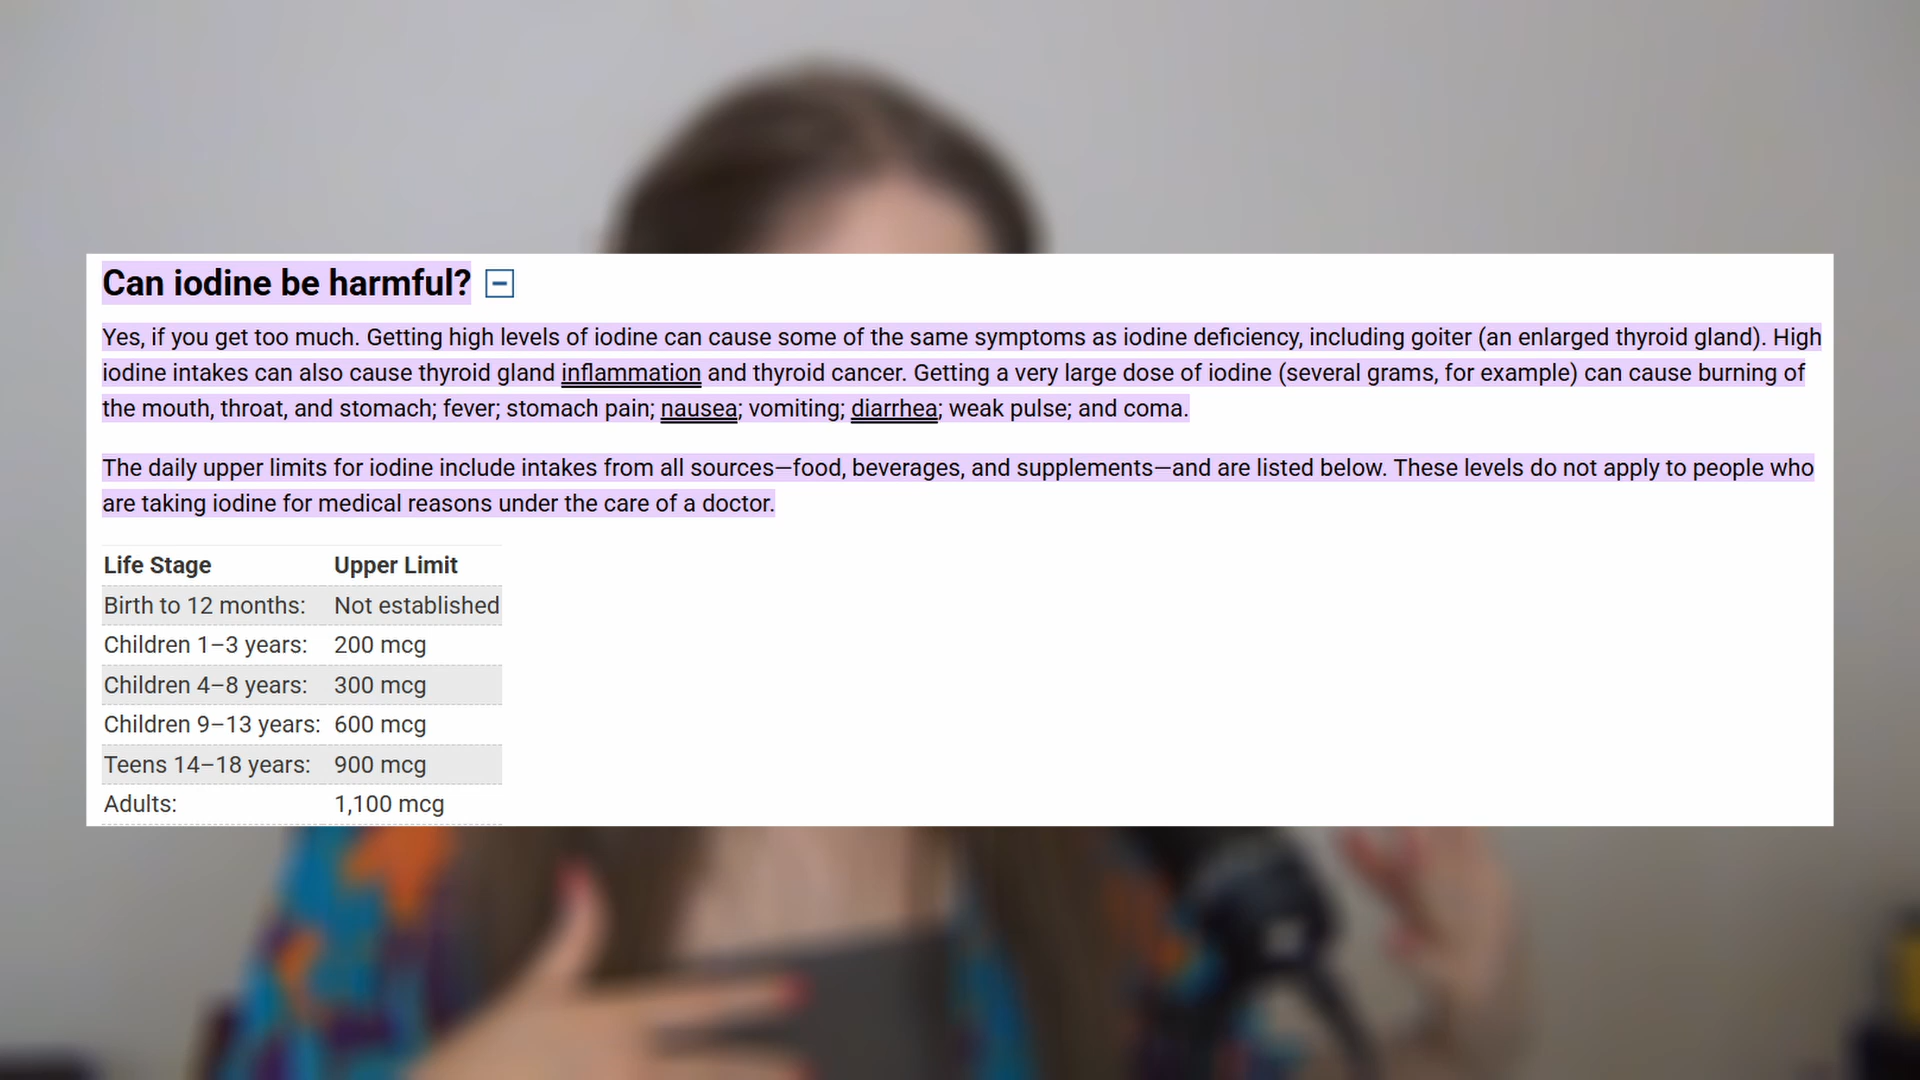 Can iodine be harmful?
Yes, if you get too much. Getting high levels of iodine can cause some of the same symptoms as iodine deficiency, including goiter (an enlarged thyroid gland). High
iodine intakes can also cause thyroid gland inflammation and thyroid cancer. Getting a very large dose of iodine (several grams, for example) can cause burning of
the mouth, throat, and stomach; fever; stomach pain; nausea; vomiting; diarrhea; weak pulse; and coma.
The daily upper limits for iodine include intakes from all sources—food, beverages, and supplements—and are listed below. These levels do not apply to people who
are taking iodine for medical reasons under the care of a doctor.
Life Stage Upper Limit
Birth to 12 months: Not established
Children 1–3 years: 200 mcg
Children 4–8 years: 300 mcg
Children 9–13 years: 600 mcg
Teens 14–18 years: 900 mcg
Adults: 1,100 mcg